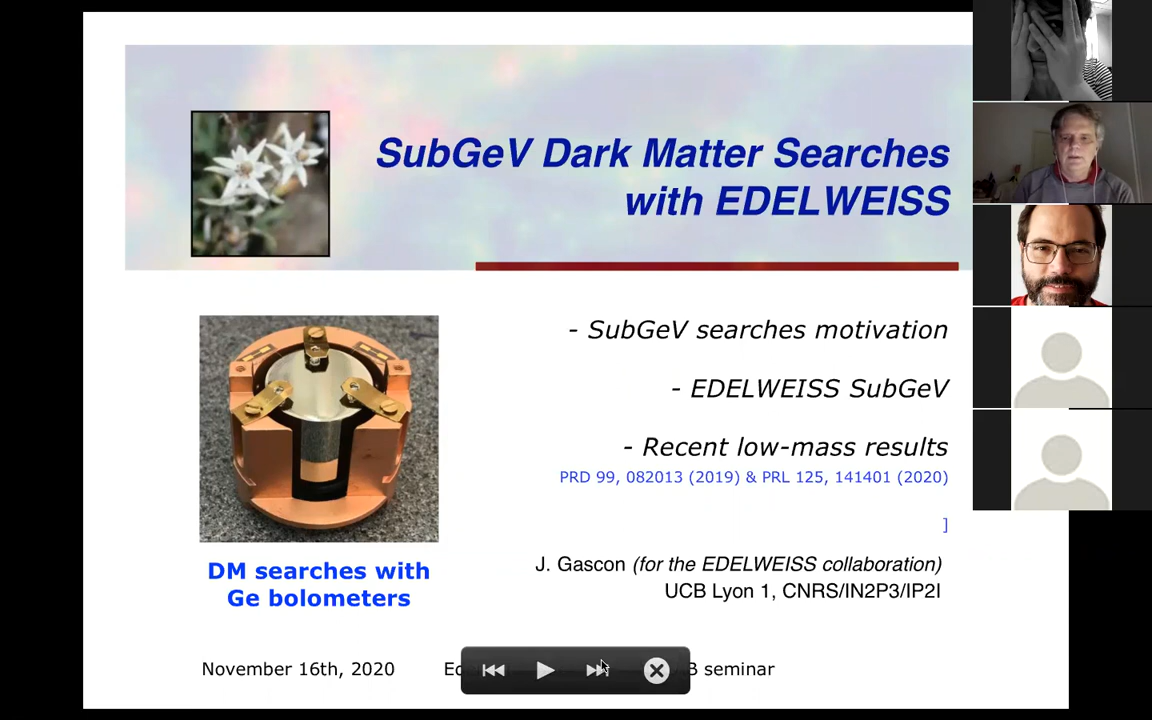 SubGeV Dark Matter Searches
with EDELWEISS
- SubGeV searches motivation
- EDELWEISS SubGeV
- Recent low-mass results
PRD 99, 082013 (2019) & PRL 125, 141401 (2020)
]
J. Gascon (for the EDELWEISS collaboration)
UCB Lyon 1, CNRS/IN2P3/IP2I
DM searches with
Ge bolometers
November 16th, 2020 seminar